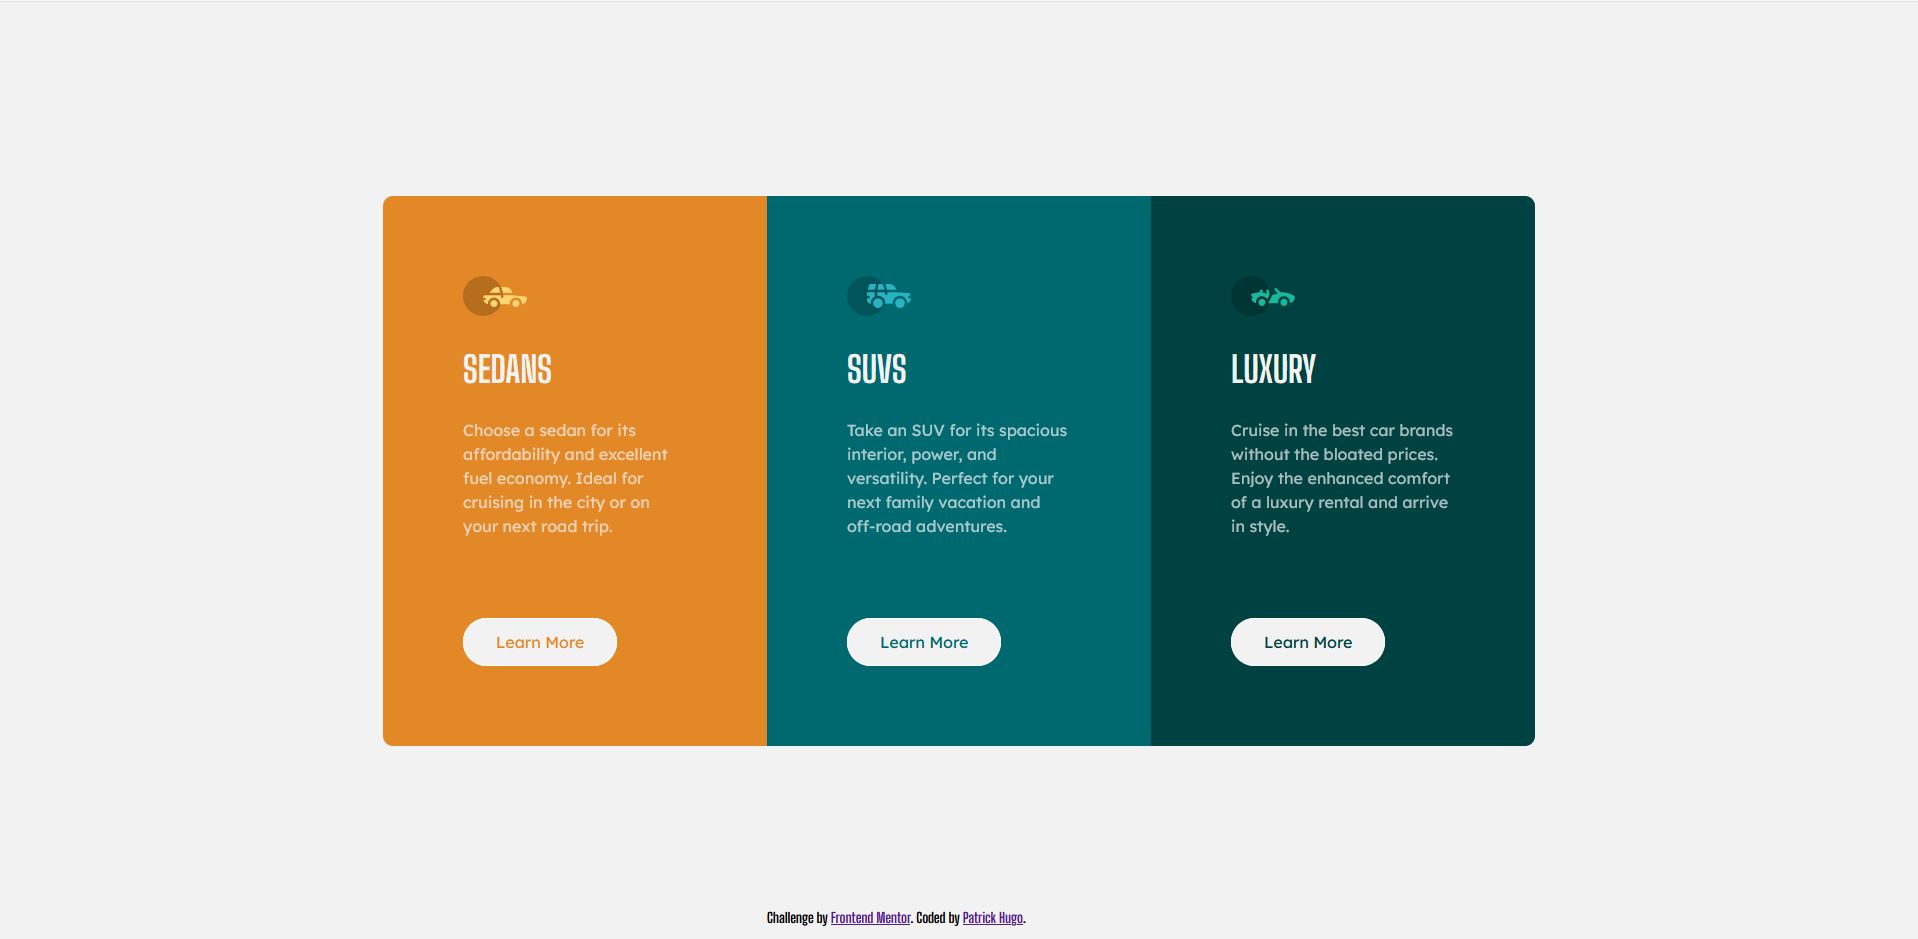 SEDANS
Choose a sedan for its
affordability and excellent
fuel economy. Ideal for
cruising in the city or on
your next road trip.
Learn More
SUVS
Take an SUV for its spacious
interior, power, and
versatility. Perfect for your
next family vacation and
off-road adventures.
Learn More
LUXURY
Cruise in the best car brands
without the bloated prices.
Enjoy the enhanced comfort
of a luxury rental and arrive
in style.
Learn More
Challenge by Frontend Mentor. Coded by Patrick Hugo.